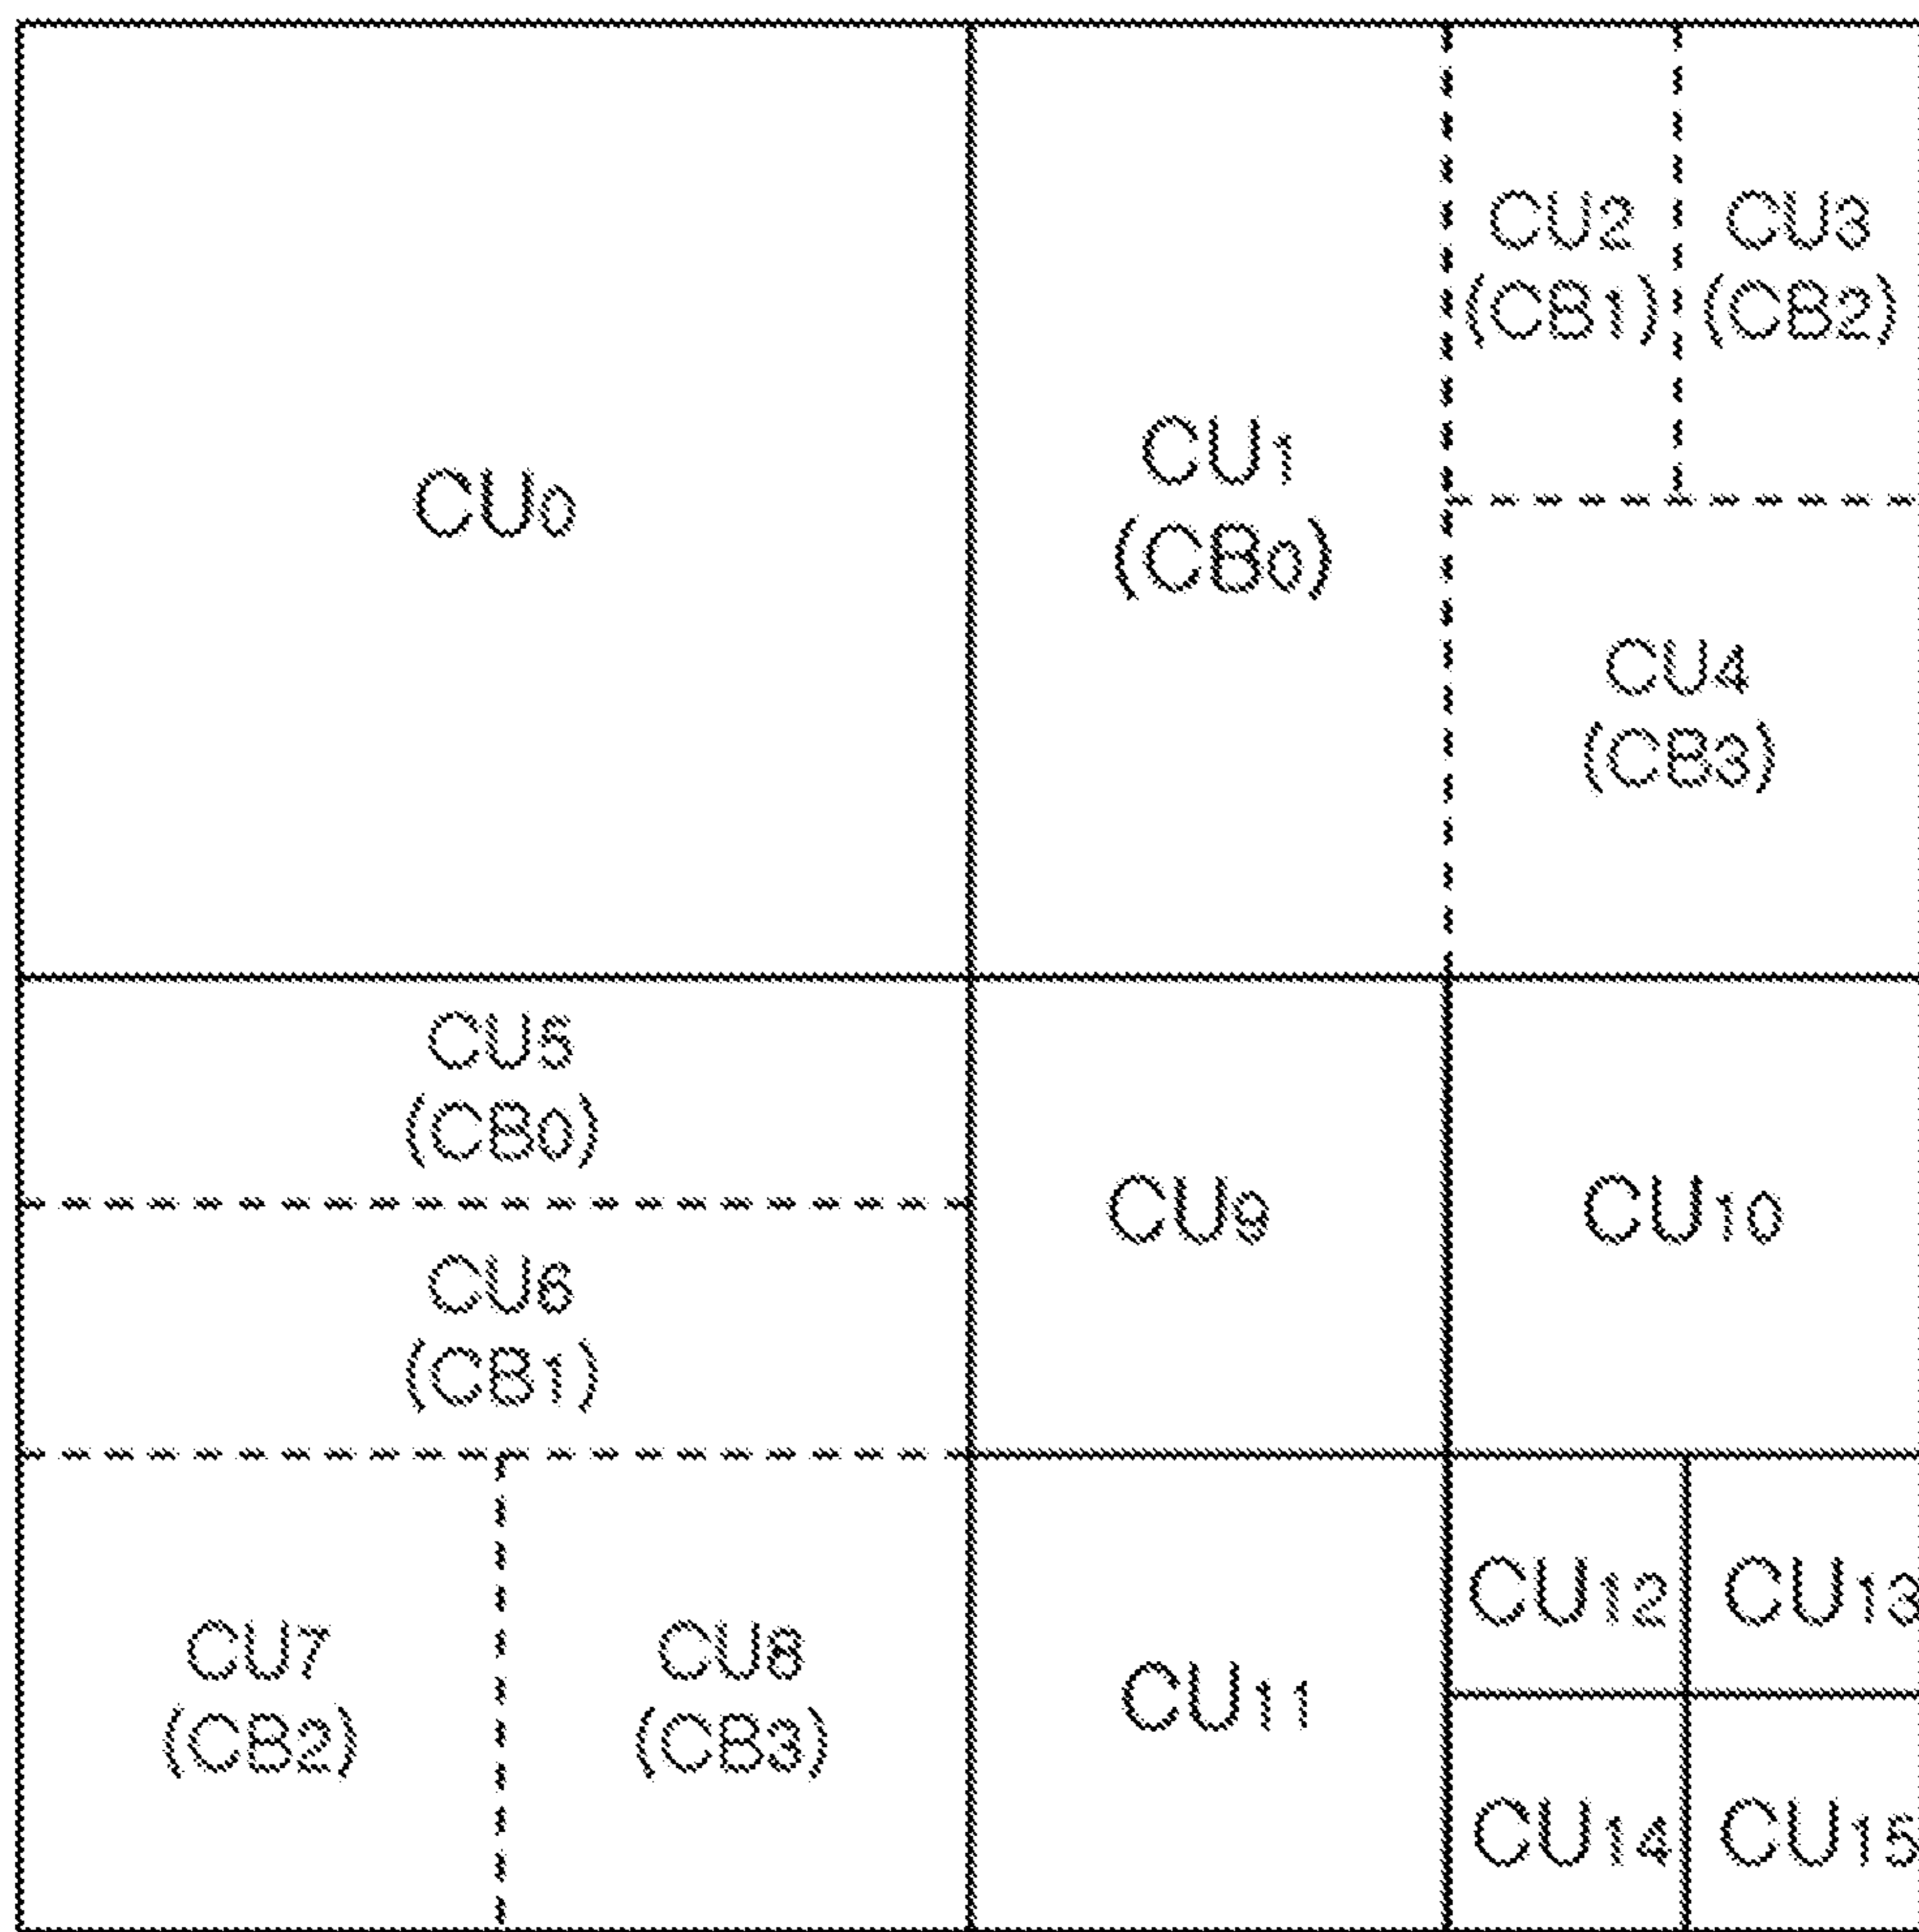 CU0
CU1
(CB0)
CU2
(CB1)
CU3
(CB2)
CU4
(CB3)
CU5
(CB0)
CU6
(CB1)
CU7
(CB2)
CU8
(CB3)
CU9
CU10
CU11
CU12
CU13
CU14
CU15